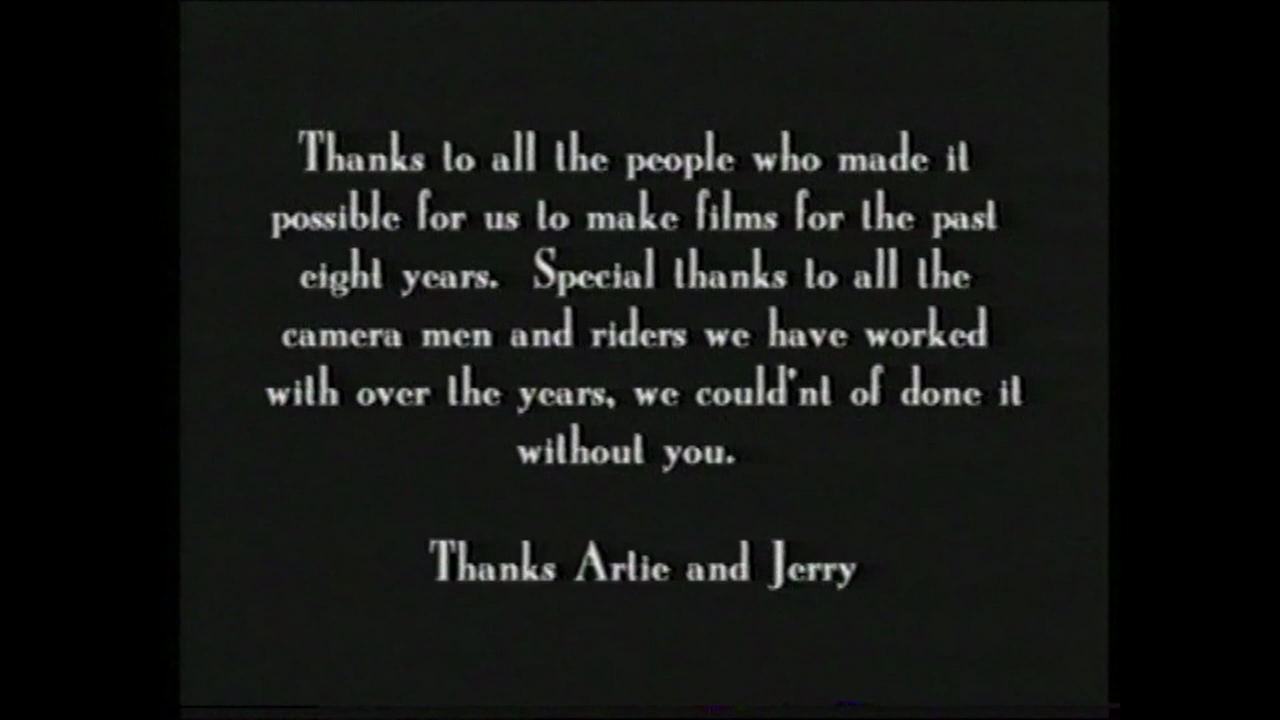 Thanks to all the people who made it
possible for us to make films for the past
eight years.  Special thanks to all the
camera men and riders we have worked
with over the years, we could'nt of done it
without you.
Thanks Artie and Jerry